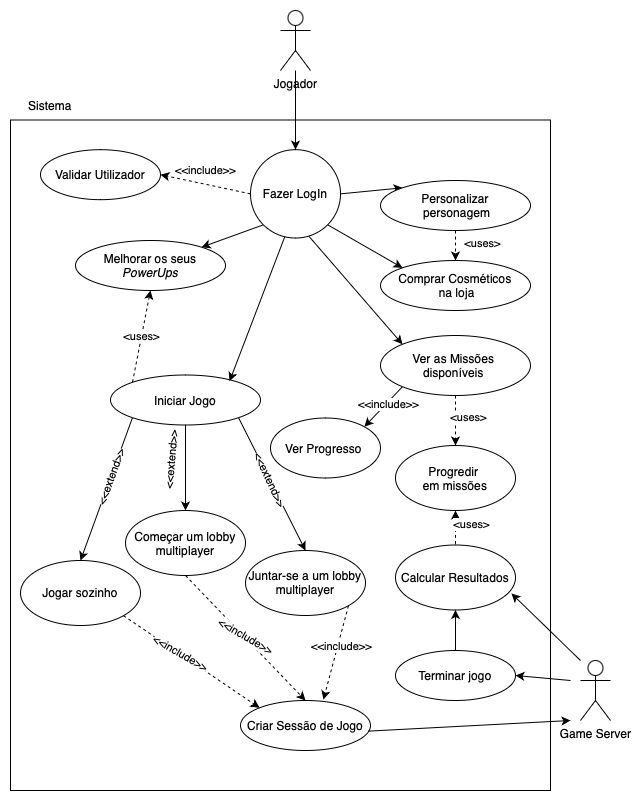 Jogador
Sistema
Validar Utilizador
<<include>>
Fazer LogIn
Personalizar
personagem
<uses>
Melhorar os seus
PowerUps
Comprar Cosméticos
na loja
<uses>
Ver as Missões
disponíveis
Iniciar Jogo
<<include>>
<uses>
Ver Progresso
<<extend>>
<<extend>>
<<extend>>
Progredir
em missões
<uses>
Começar um lobby
multiplayer
Calcular Resultados
Juntar-se a um lobby
multiplayer
Jogar sozinho
<<include>>
<<include>>
<<include>>
Terminar jogo
Criar Sessão de Jogo
Game Server